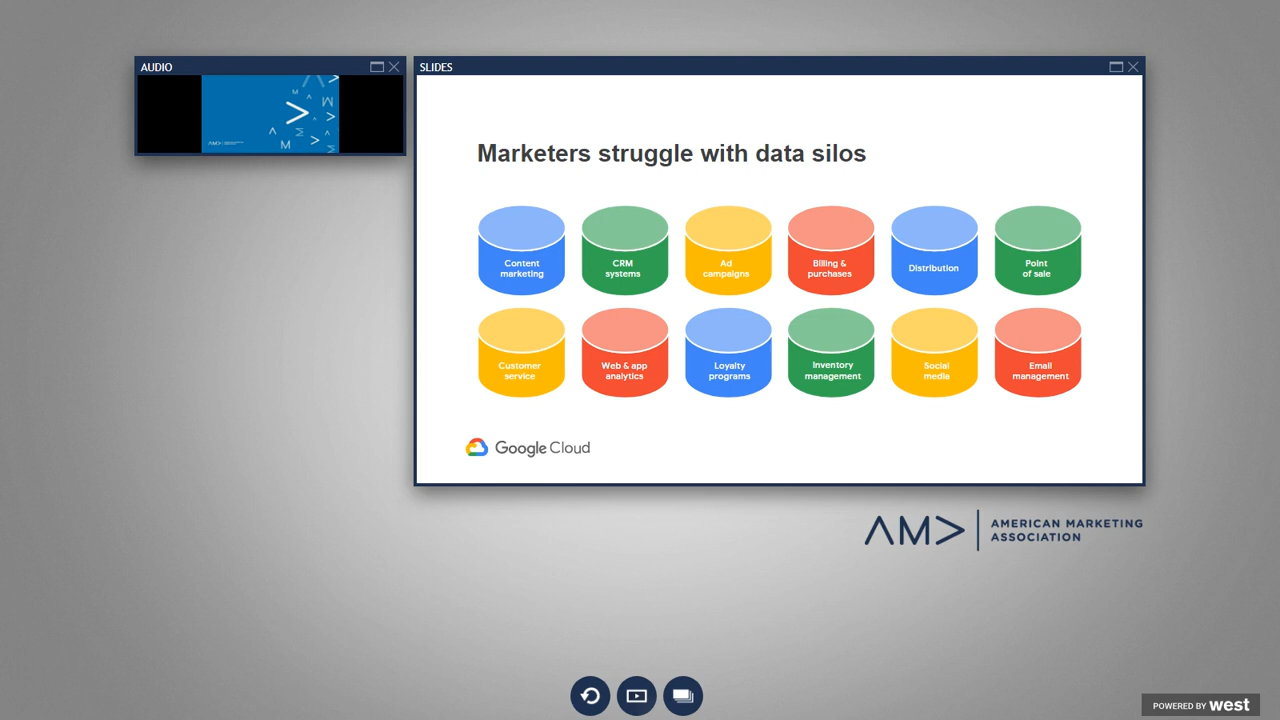 AUDIO
SLIDES
Marketers struggle with data silos
Content
marketing
CRM
systems
Ad
campaigns
Billing &
purchases
Distribution
Point
of sale
Customer
service
Web & app
analytics
Loyalty
programs
Inventory
management
Social
media
Email
management
Google Cloud
AMERICAN MARKETING
ASSOCIATION
POWERED BY west